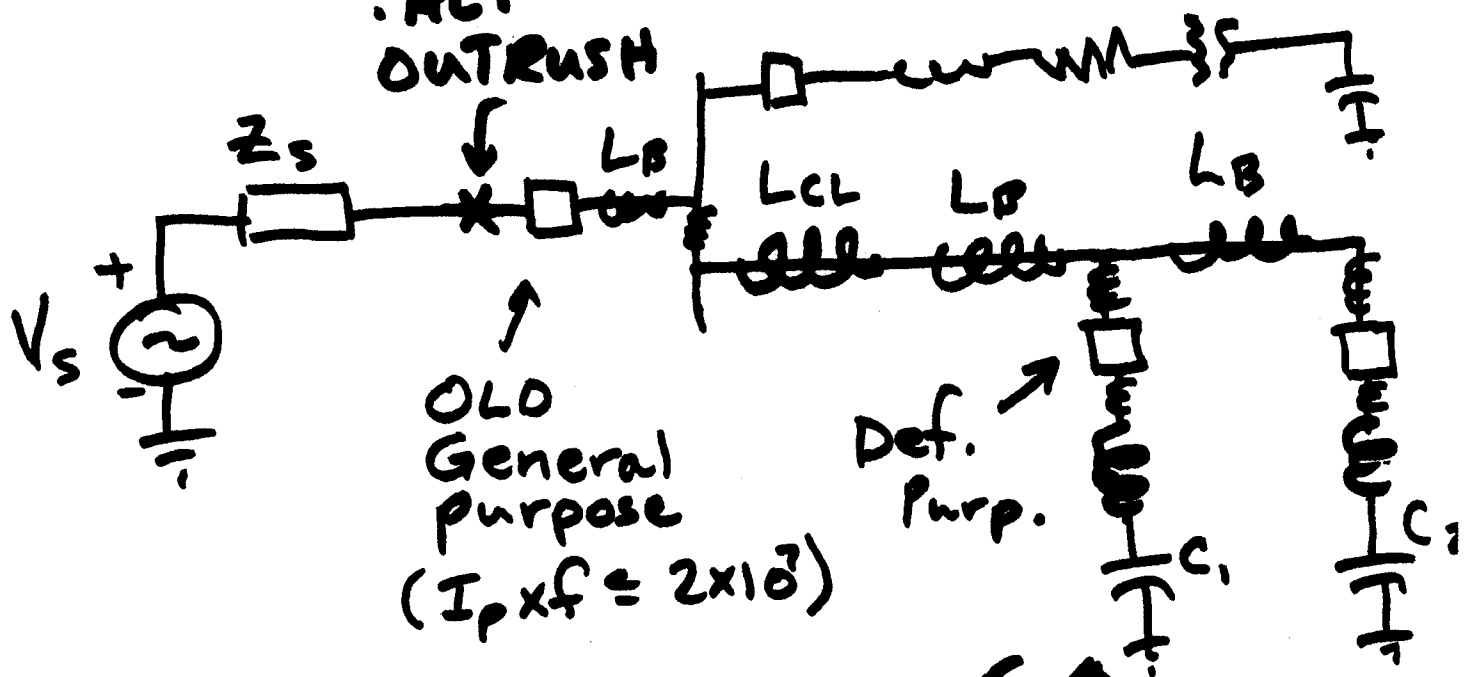 OUTRUSH
Zs
LB
LCL
LB
LB
+
Vs
-
OLD
General
purpose
(Ip x f ≤ 2x10⁷)
Def.
Purp.
C1